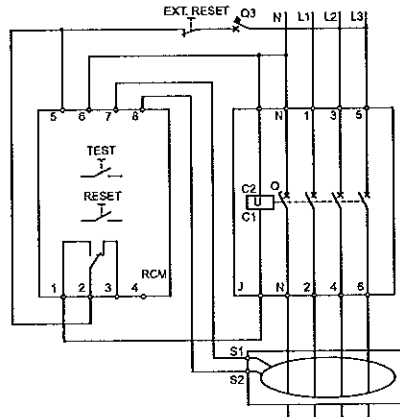 EXT. RESET Q3 N L1 L2 L3
5 6 7 8 N 1 3 5
TEST
RESET
C2 U Q
C1
RCM
1 2 3 4 J N 2 4 6
S1
S2